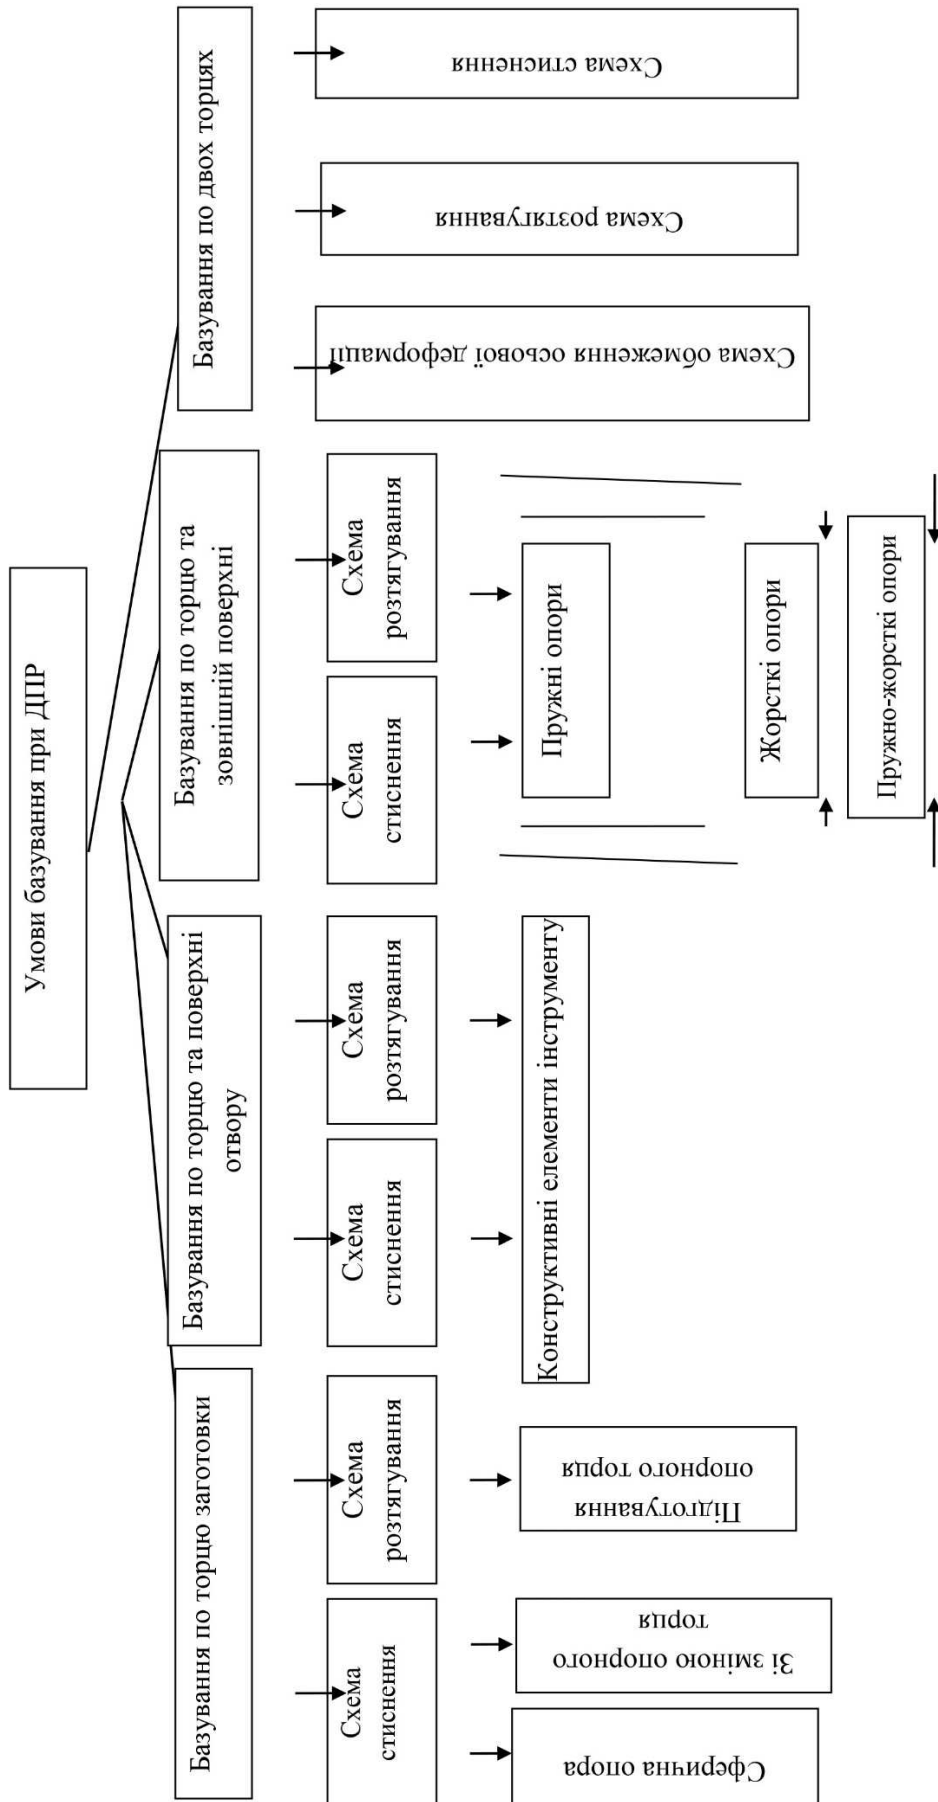 Умови базування при ДПР
Базування по торцю заготовки
Базування по торцю та поверхні
отвору
Базування по торцю та
зовнішній поверхні
Базування по двох торцях
Схема
стиснення
Схема
розтягування
Схема
стиснення
Схема
розтягування
Схема
стиснення
Схема
розтягування
Схема обмеження осьової деформації
Схема розтягування
Схема стиснення
Сферична опора
Зі зміною опорного
торця
Підготування
опорного торця
Конструктивні елементи інструменту
Пружні опори
Жорсткі опори
Пружно-жорсткі опори